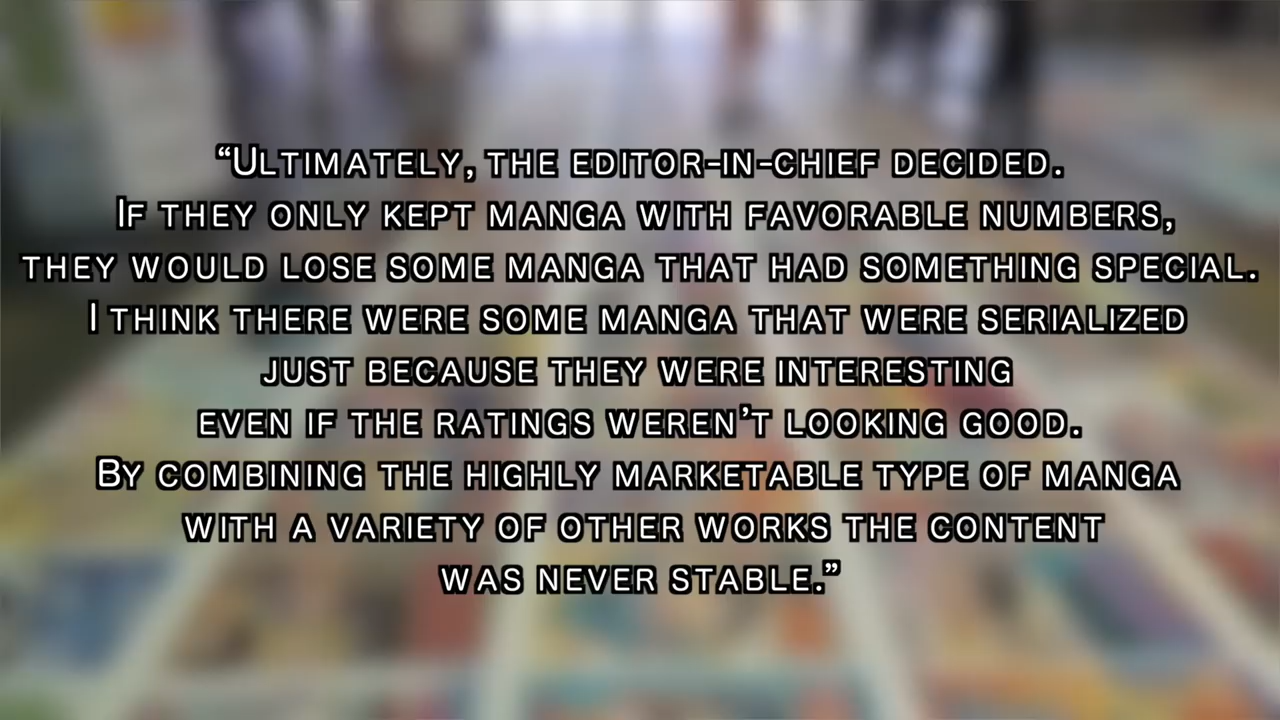 “Ultimately, the editor-in-chief decided.
If they only kept manga with favorable numbers,
they would lose some manga that had something special.
I think there were some manga that were serialized
just because they were interesting
even if the ratings weren’t looking good.
By combining the highly marketable type of manga
with a variety of other works the content
was never stable.”